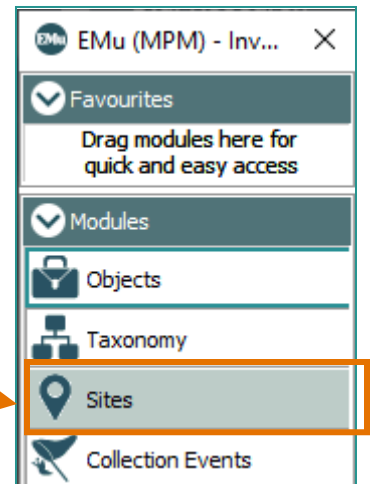 EMu EMu (MPM) - Inv...
Favourites
Drag modules here for
quick and easy access
Modules
Objects
Taxonomy
Sites
Collection Events